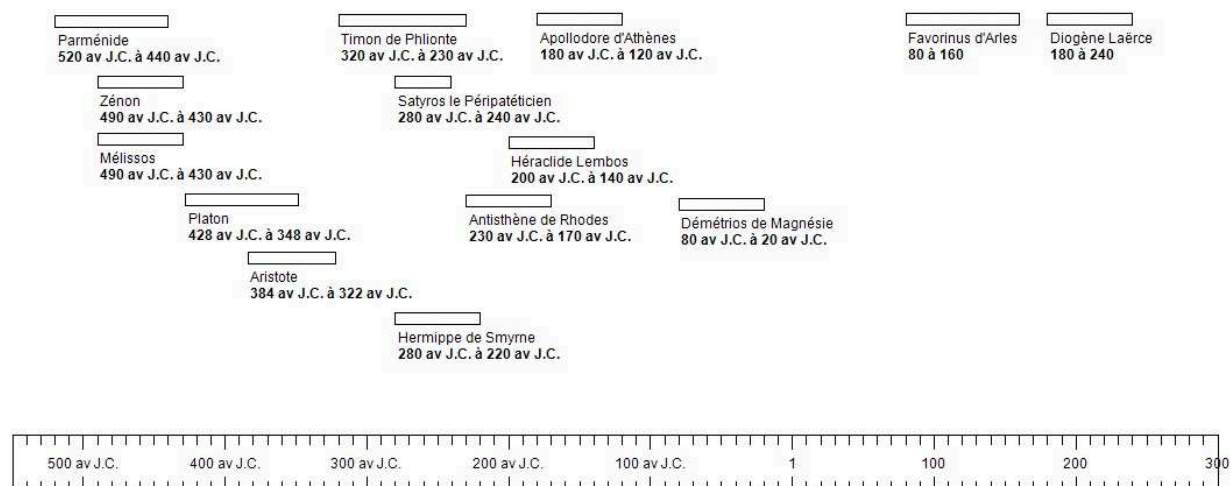 Parménide
520 av J.C. à 440 av J.C.
Timon de Phlionte
320 av J.C. à 230 av J.C.
Apollodore d'Athènes
180 av J.C. à 120 av J.C.
Favorinus d'Arles
80 à 160
Diogène Laërce
180 à 240
Zénon
490 av J.C. à 430 av J.C.
Satyros le Péripatéticien
280 av J.C. à 240 av J.C.
Mélissos
490 av J.C. à 430 av J.C.
Héraclide Lembos
200 av J.C. à 140 av J.C.
Platon
428 av J.C. à 348 av J.C.
Antisthène de Rhodes
230 av J.C. à 170 av J.C.
Démétrios de Magnésie
80 av J.C. à 20 av J.C.
Aristote
384 av J.C. à 322 av J.C.
Hermippe de Smyrne
280 av J.C. à 220 av J.C.
500 av J.C. 400 av J.C. 300 av J.C. 200 av J.C. 100 av J.C. 1 100 200 300